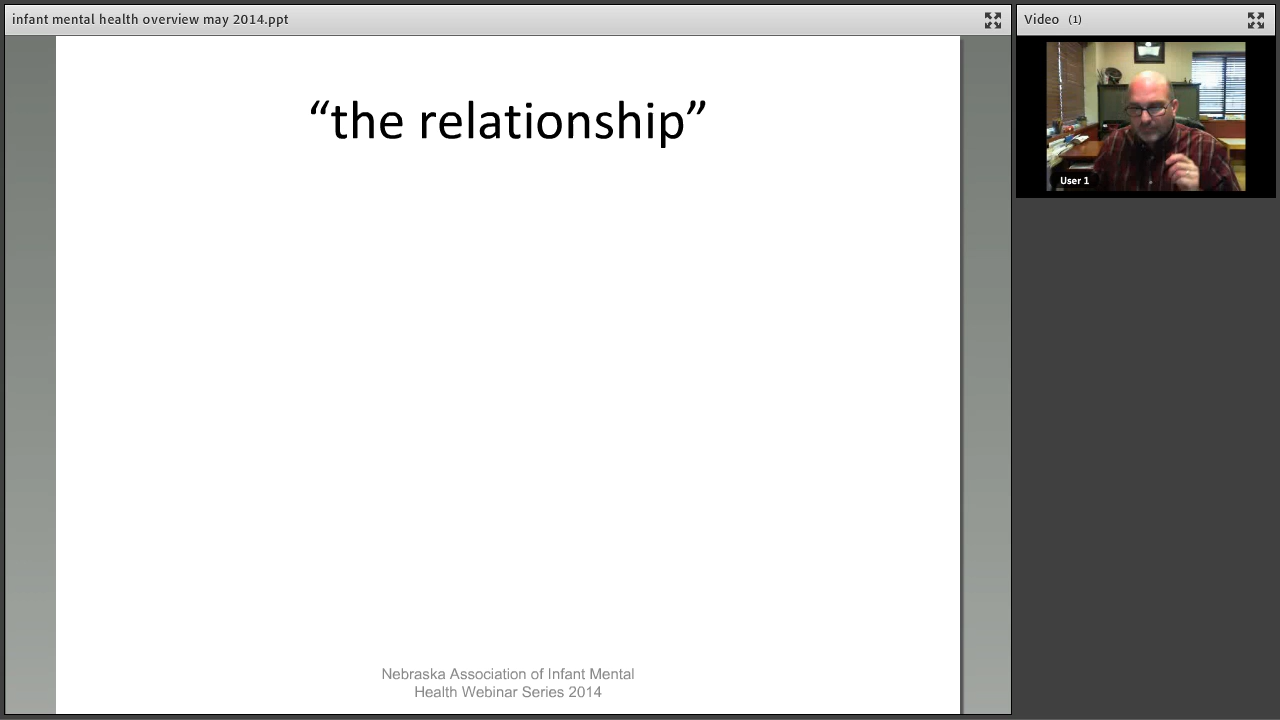 infant mental health overview may 2014.ppt
Video (1)
“the relationship”
User 1
Nebraska Association of Infant Mental
Health Webinar Series 2014